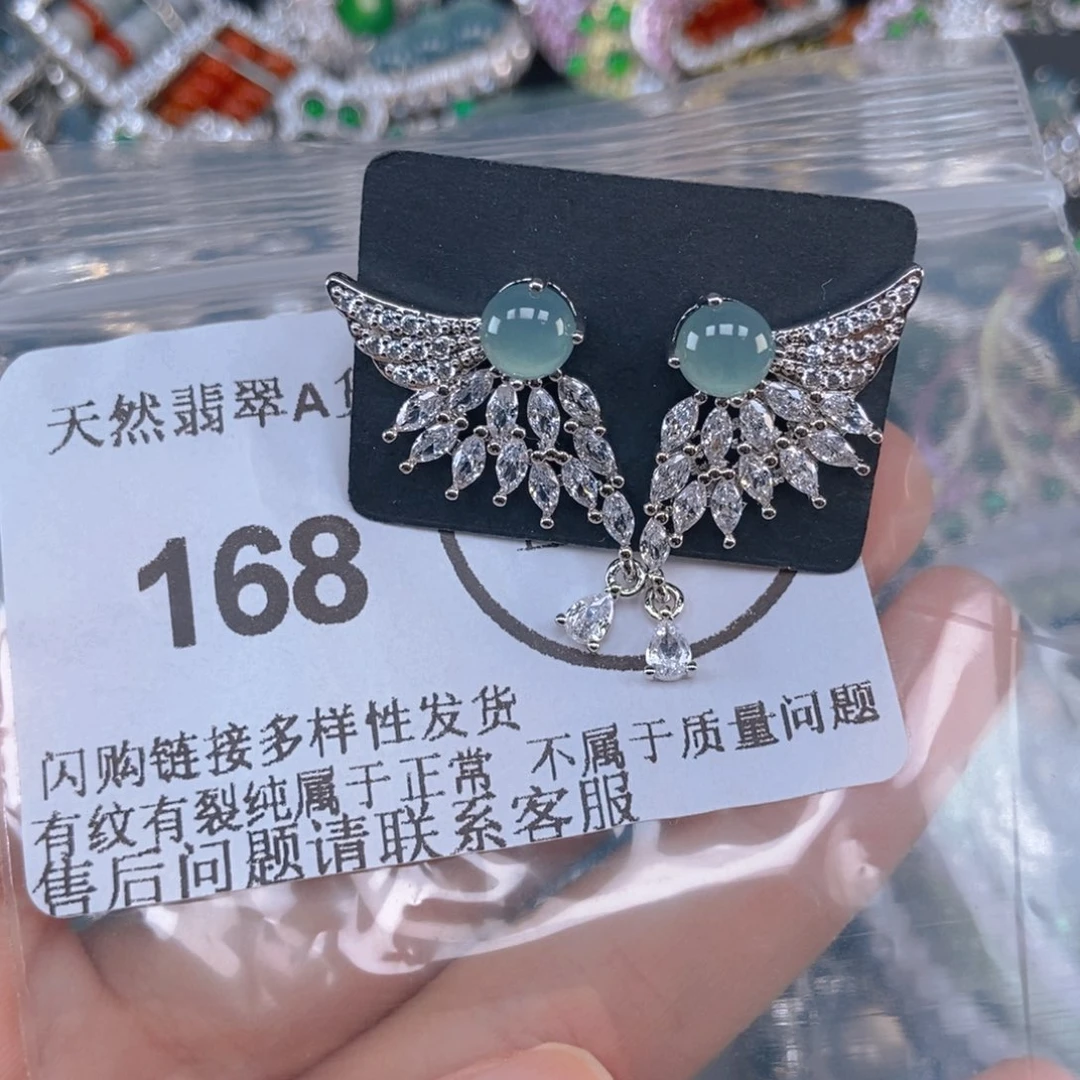 天然翡翠A
168
闪购链接多样性发货
有纹有裂纯属于正常 不属于质量问题
售后问题请联系客服